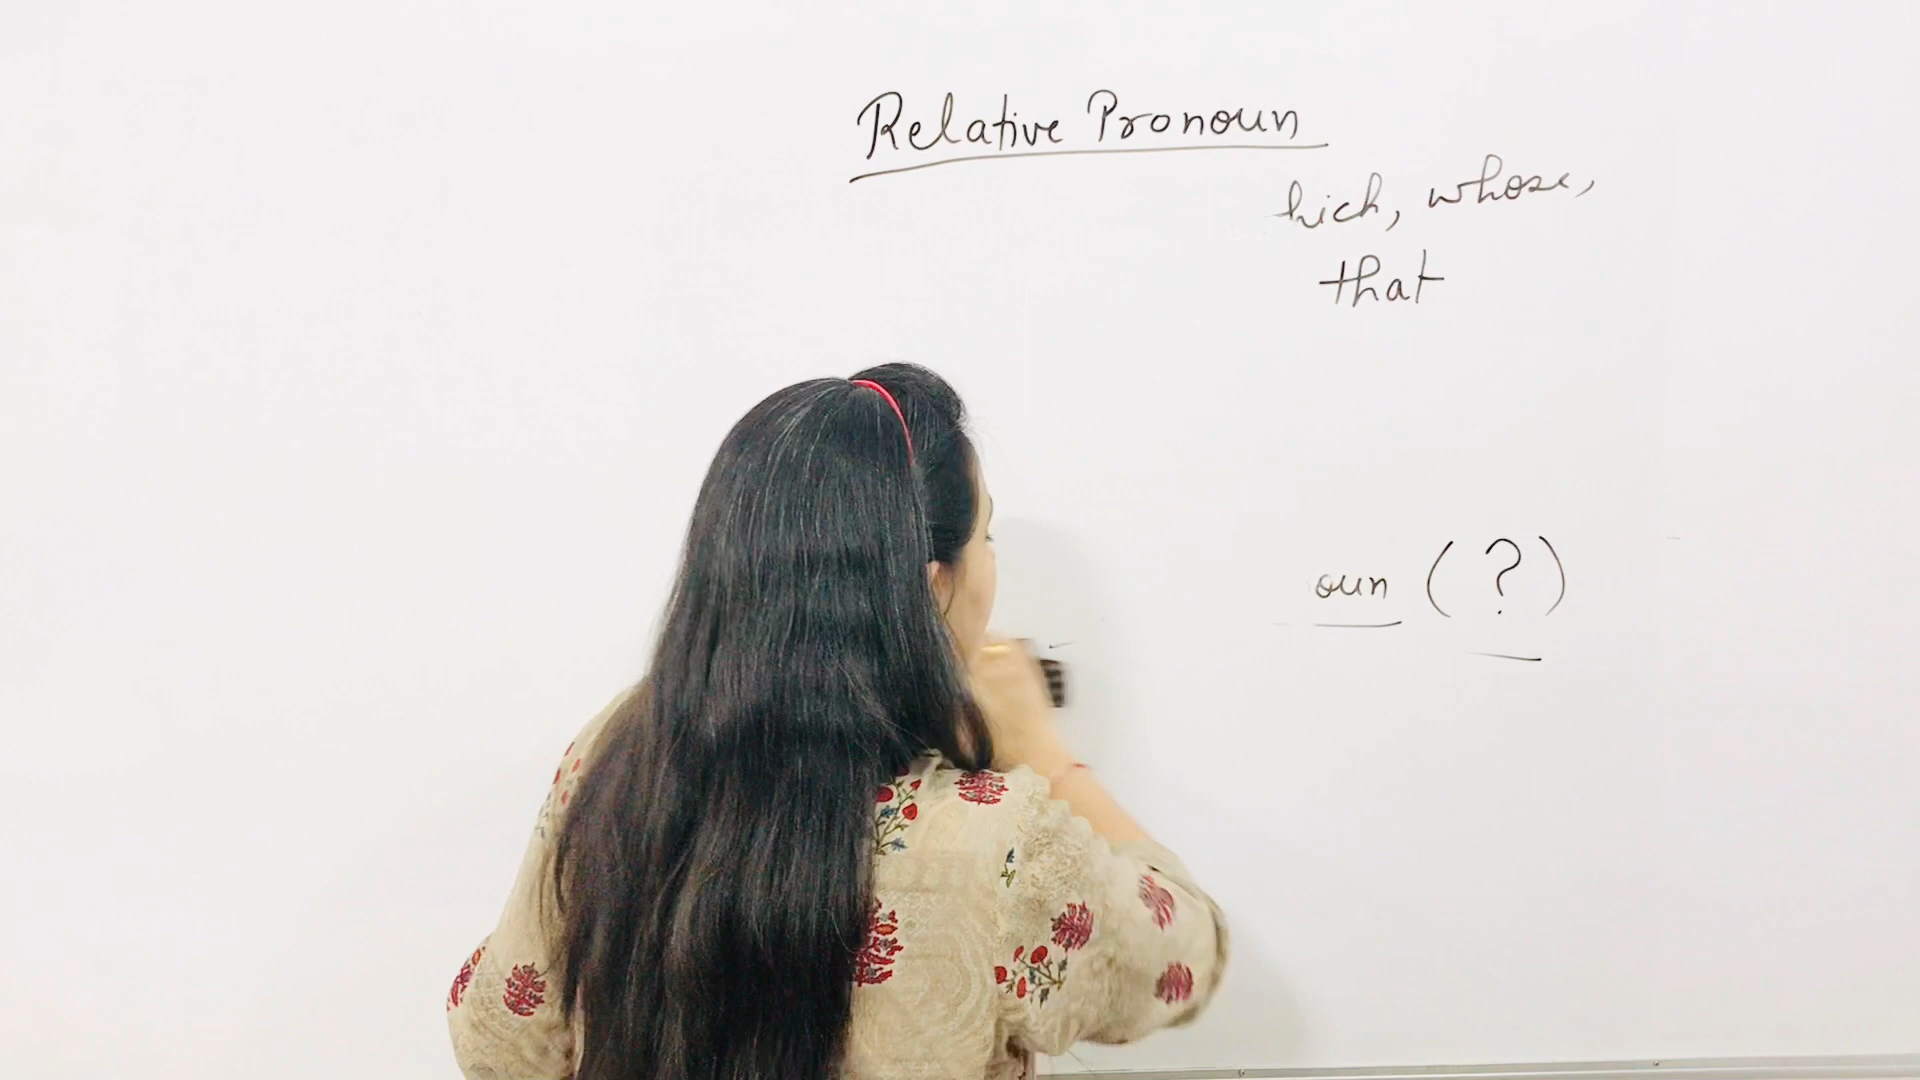 Relative Pronoun
hich, whose,
that
oun (?)